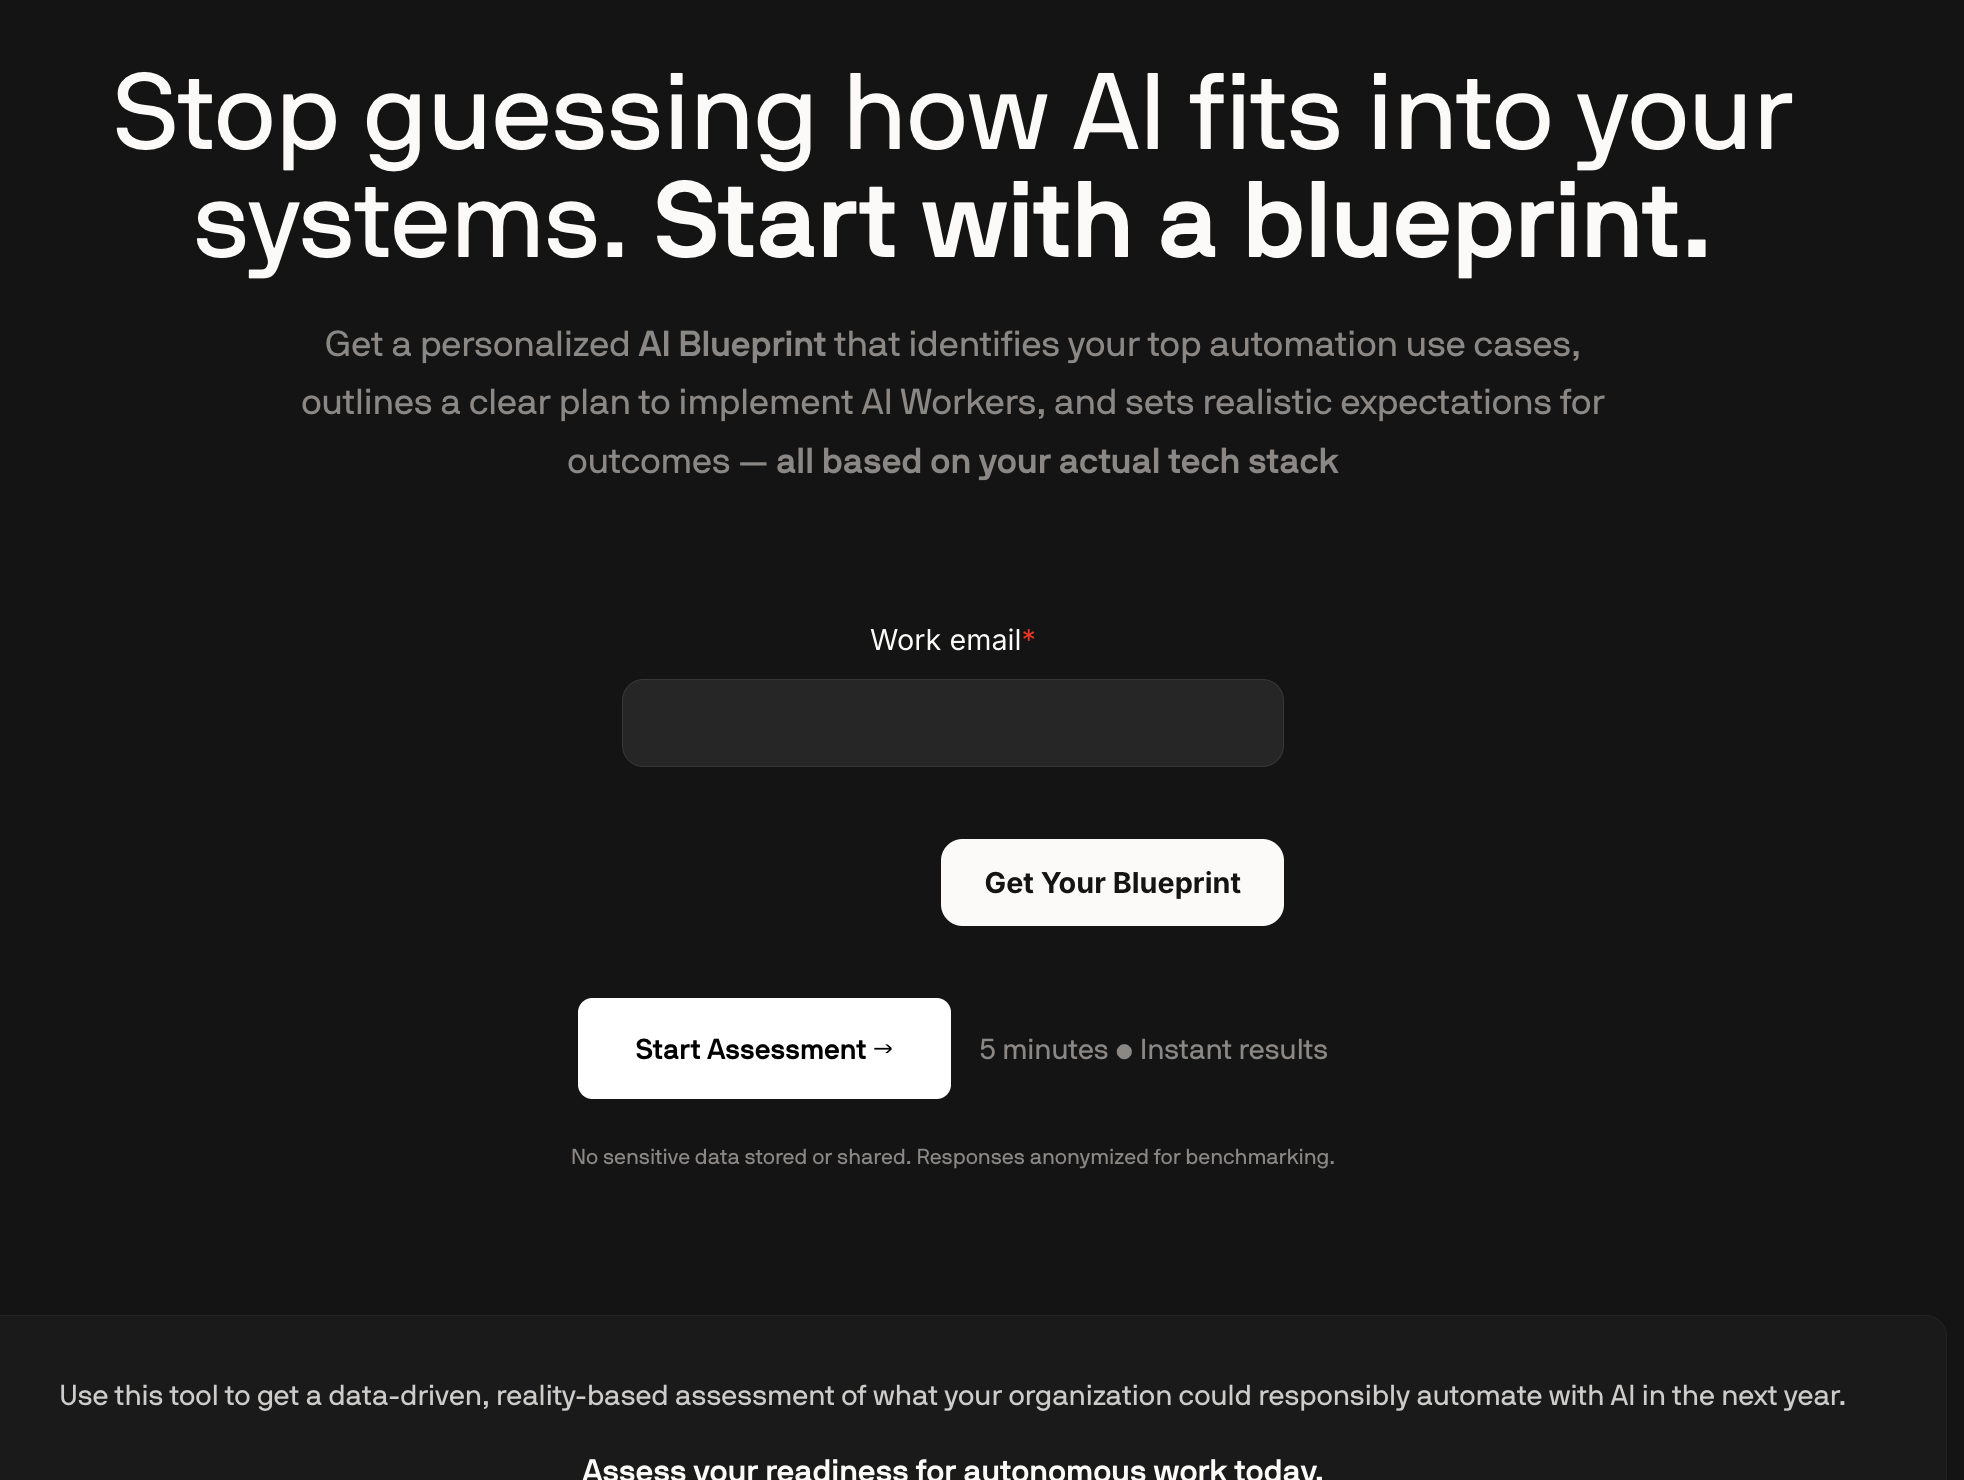 Stop guessing how AI fits into your
systems. Start with a blueprint.
Get a personalized AI Blueprint that identifies your top automation use cases,
outlines a clear plan to implement AI Workers, and sets realistic expectations for
outcomes — all based on your actual tech stack
Work email*
Get Your Blueprint
Start Assessment → 5 minutes ● Instant results
No sensitive data stored or shared. Responses anonymized for benchmarking.
Use this tool to get a data-driven, reality-based assessment of what your organization could responsibly automate with AI in the next year.
Assess your readiness for autonomous work today.